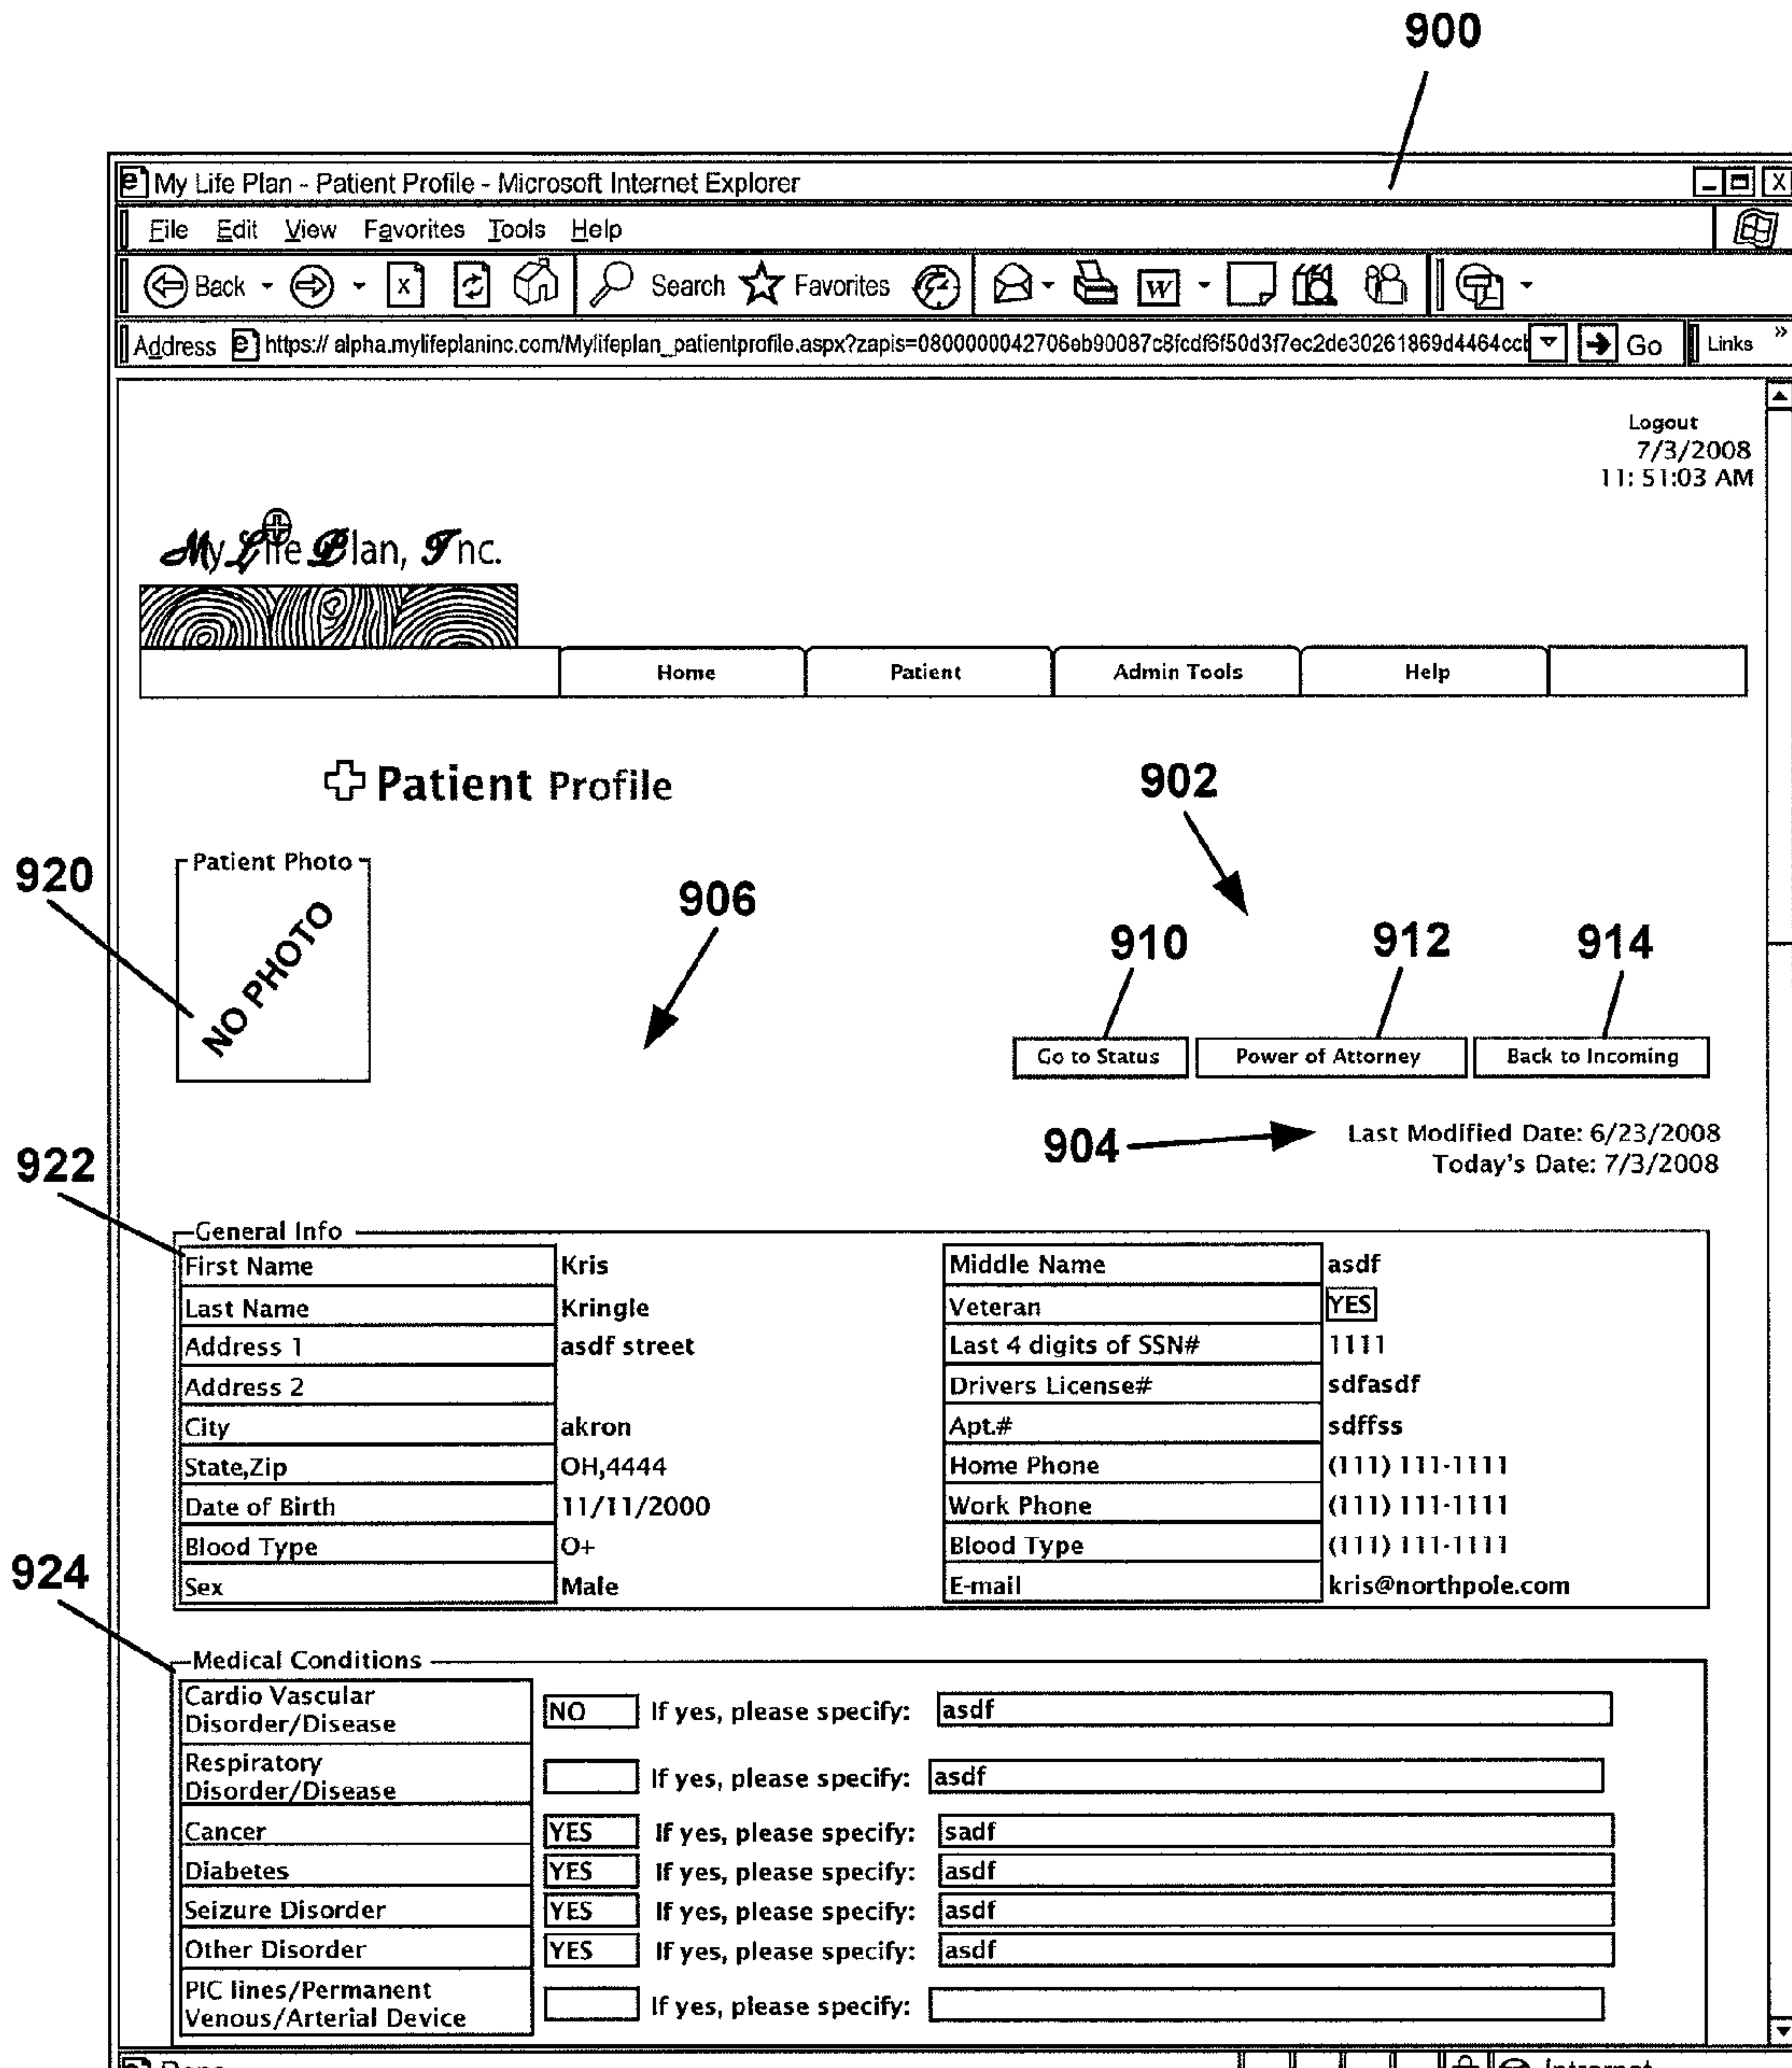 900
My Life Plan - Patient Profile - Microsoft Internet Explorer
File Edit View Favorites Tools Help
Back Search Favorites
Address https:// alpha.mylifeplaninc.com/Mylifeplan_patientprofile.aspx?zapis=0800000042706eb90087c8fcdf6f50d3f7ec2de30261869d4464ccb Go Links »
Logout
7/3/2008
11: 51:03 AM
My Life Plan, Inc.
Home Patient Admin Tools Help
Patient Profile
902
920
Patient Photo
NO PHOTO
906
910 912 914
Go to Status Power of Attorney Back to Incoming
904
Last Modified Date: 6/23/2008
Today's Date: 7/3/2008
922
General Info
First Name Kris Middle Name asdf
Last Name Kringle Veteran YES
Address 1 asdf street Last 4 digits of SSN# 1111
Address 2 Drivers License# sdfasdf
City akron Apt.# sdffss
State,Zip OH,4444 Home Phone (111) 111-1111
Date of Birth 11/11/2000 Work Phone (111) 111-1111
Blood Type O+ Blood Type (111) 111-1111
Sex Male E-mail kris@northpole.com
924
Medical Conditions
Cardio Vascular
Disorder/Disease NO If yes, please specify: asdf
Respiratory
Disorder/Disease If yes, please specify: asdf
Cancer YES If yes, please specify: sadf
Diabetes YES If yes, please specify: asdf
Seizure Disorder YES If yes, please specify: asdf
Other Disorder YES If yes, please specify: asdf
PIC lines/Permanent
Venous/Arterial Device If yes, please specify: